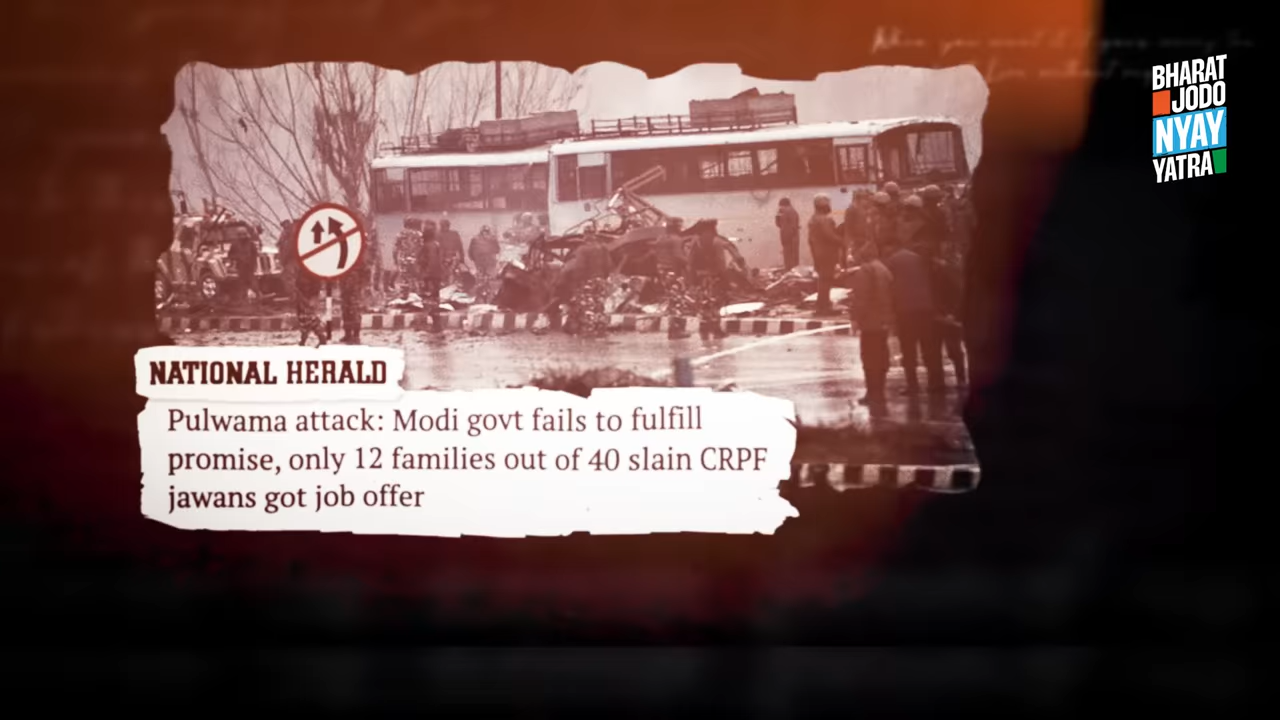 BHARAT
JODO
NYAY
YATRA
NATIONAL HERALD
Pulwama attack: Modi govt fails to fulfill
promise, only 12 families out of 40 slain CRPF
jawans got job offer